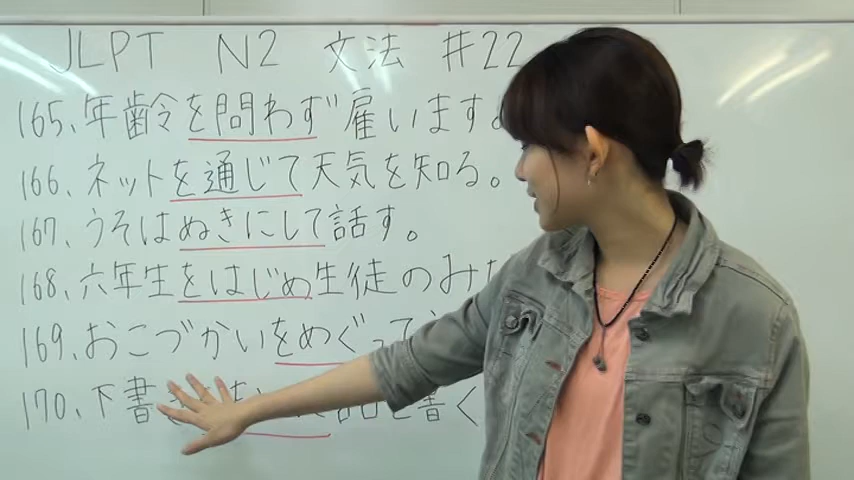 JLPT N2 文法 #22
165、年齢を問わず雇います。
166、ネットを通じて天気を知る。
167、うそはぬきにして話す。
168、六年生をはじめ生徒のみ
169、おこづかいをめぐって
170、下書き を書く